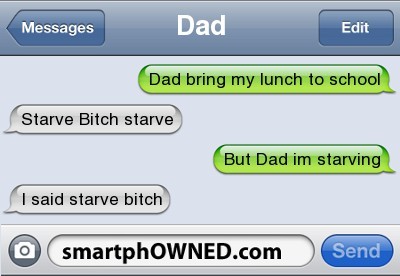 Messages
Dad
Edit
Dad bring my lunch to school
Starve Bitch starve
But Dad im starving
I said starve bitch
smartphOWNED.com
Send